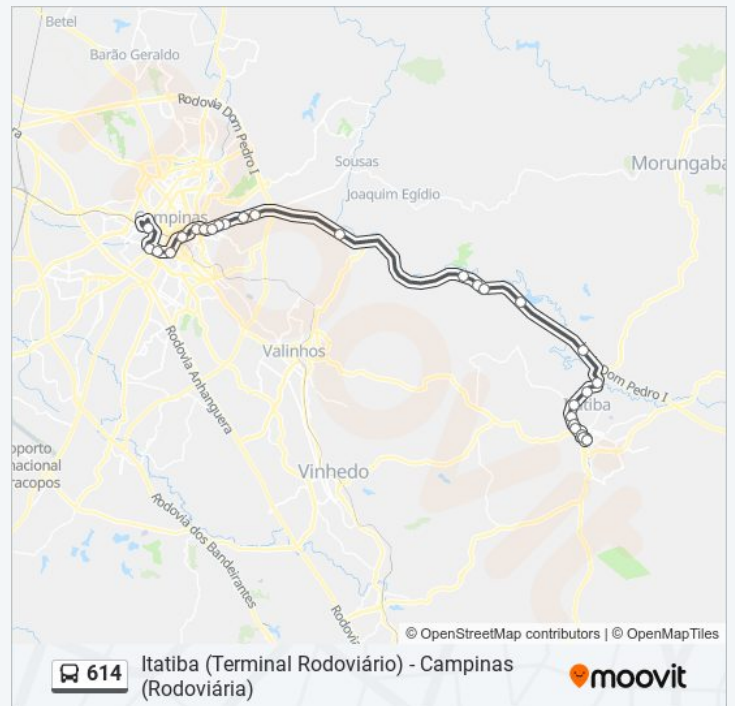 Betel
Barão Geraldo
Rodovia Dom Pedro I
Sousas
Morungaba
Joaquim Egídio
Campinas
Valinhos
Dom Pedro I
Itatiba
Rodovia Anhanguera
oporto
nacional
racopos
Vinhedo
Rodovia dos Bandeirantes
Rodovia
© OpenStreetMap contributors | © OpenMapTiles
614
Itatiba (Terminal Rodoviário) - Campinas
(Rodoviária)
moovit